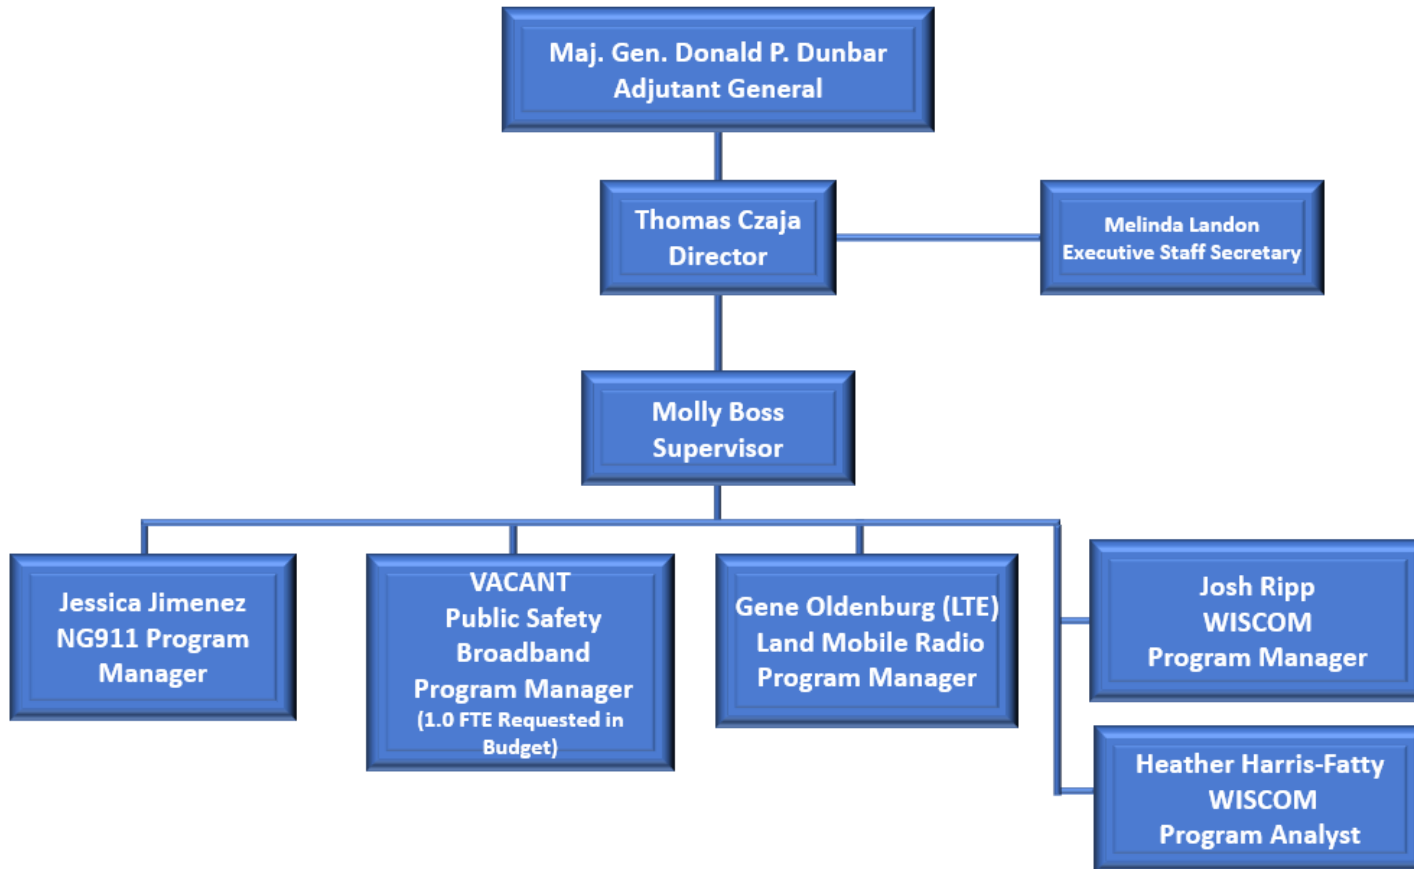 Maj. Gen. Donald P. Dunbar
Adjutant General
Thomas Czaja
Director
Melinda Landon
Executive Staff Secretary
Molly Boss
Supervisor
Jessica Jimenez
NG911 Program
Manager
VACANT
Public Safety
Broadband
Program Manager
(1.0 FTE Requested in
Budget)
Gene Oldenburg (LTE)
Land Mobile Radio
Program Manager
Josh Ripp
WISCOM
Program Manager
Heather Harris-Fatty
WISCOM
Program Analyst